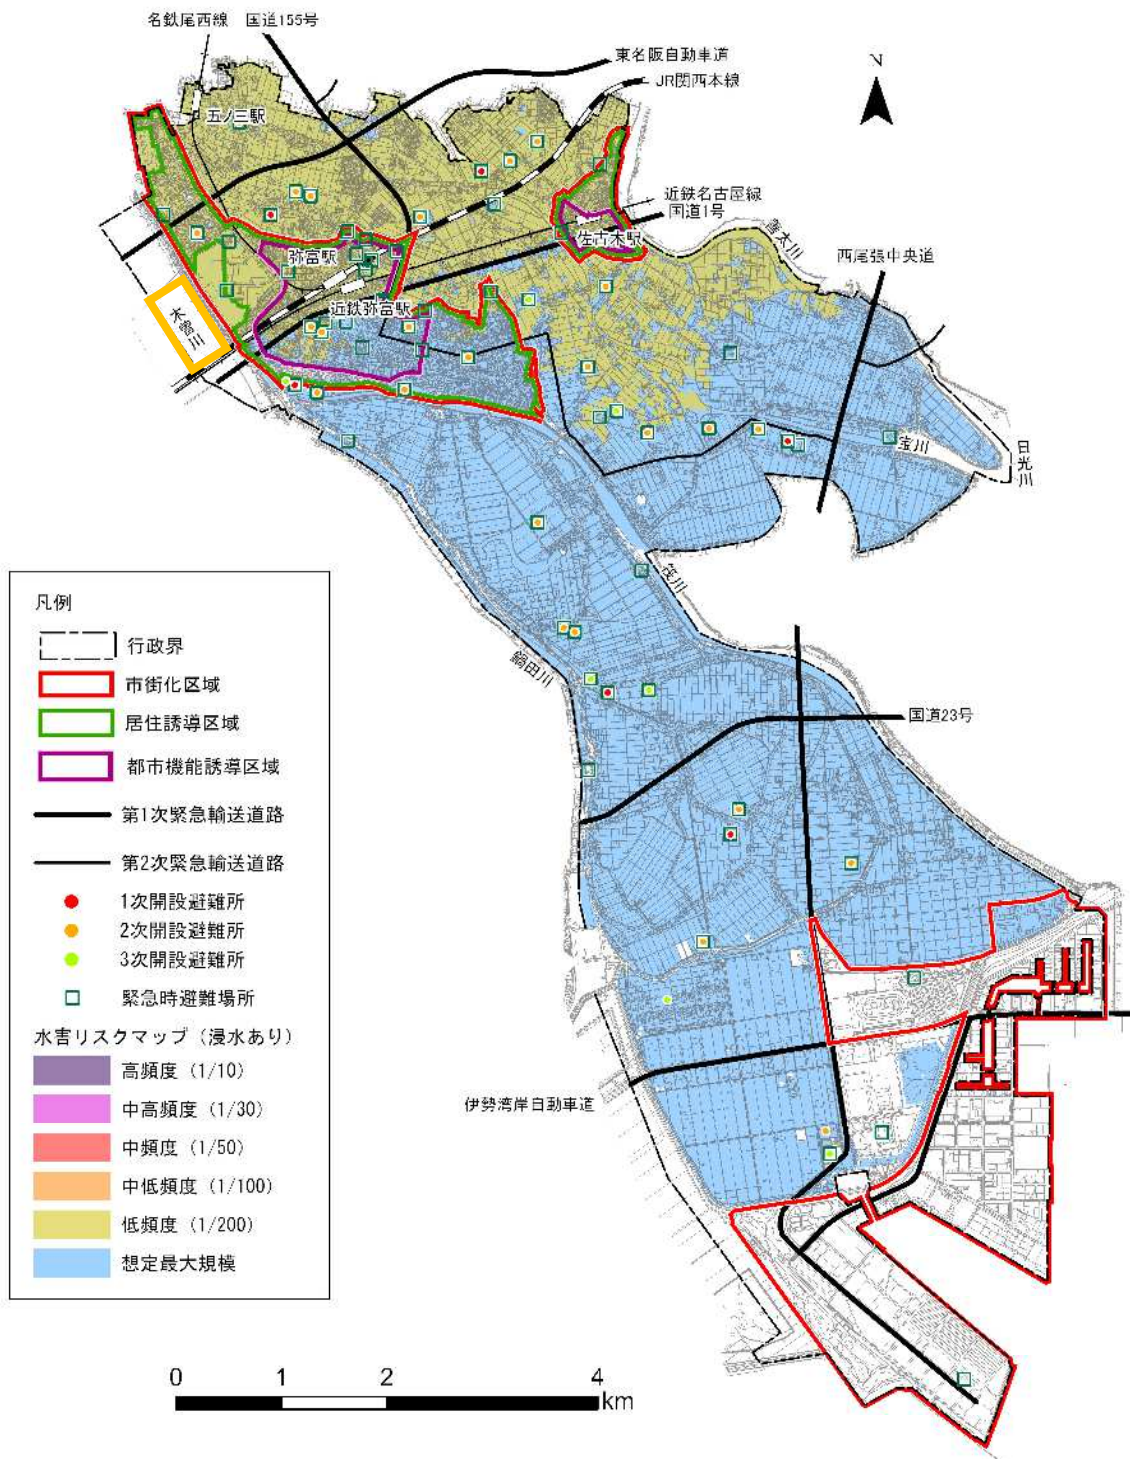 名鉄尾西線 国道155号
東名阪自動車道
JR関西本線
N
五ノ三駅
近鉄名古屋線
国道1号
佐古木駅
善太川
西尾張中央道
弥富駅
近鉄弥富駅
木曽川
宝川
日光川
筏川
鍋田川
国道23号
伊勢湾岸自動車道
凡例
行政界
市街化区域
居住誘導区域
都市機能誘導区域
第1次緊急輸送道路
第2次緊急輸送道路
1次開設避難所
2次開設避難所
3次開設避難所
緊急時避難場所
水害リスクマップ(浸水あり)
高頻度(1/10)
中高頻度(1/30)
中頻度(1/50)
中低頻度(1/100)
低頻度(1/200)
想定最大規模
0 1 2 4
km